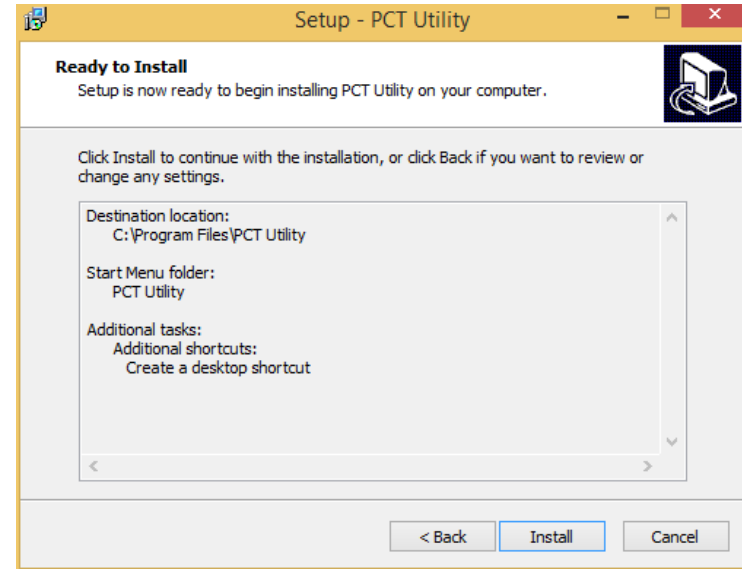 Setup - PCT Utility
Ready to Install
Setup is now ready to begin installing PCT Utility on your computer.
Click Install to continue with the installation, or click Back if you want to review or
change any settings.
Destination location:
C:\Program Files\PCT Utility
Start Menu folder:
PCT Utility
Additional tasks:
Additional shortcuts:
Create a desktop shortcut
< Back
Install
Cancel